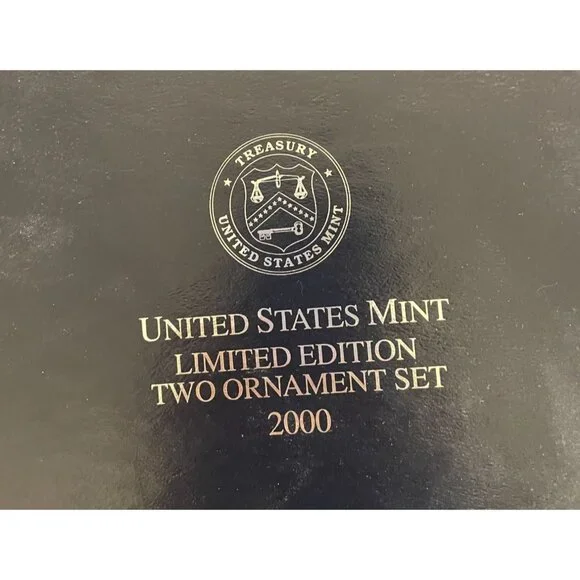 TREASURY
UNITED STATES MINT
UNITED STATES MINT
LIMITED EDITION
TWO ORNAMENT SET
2000